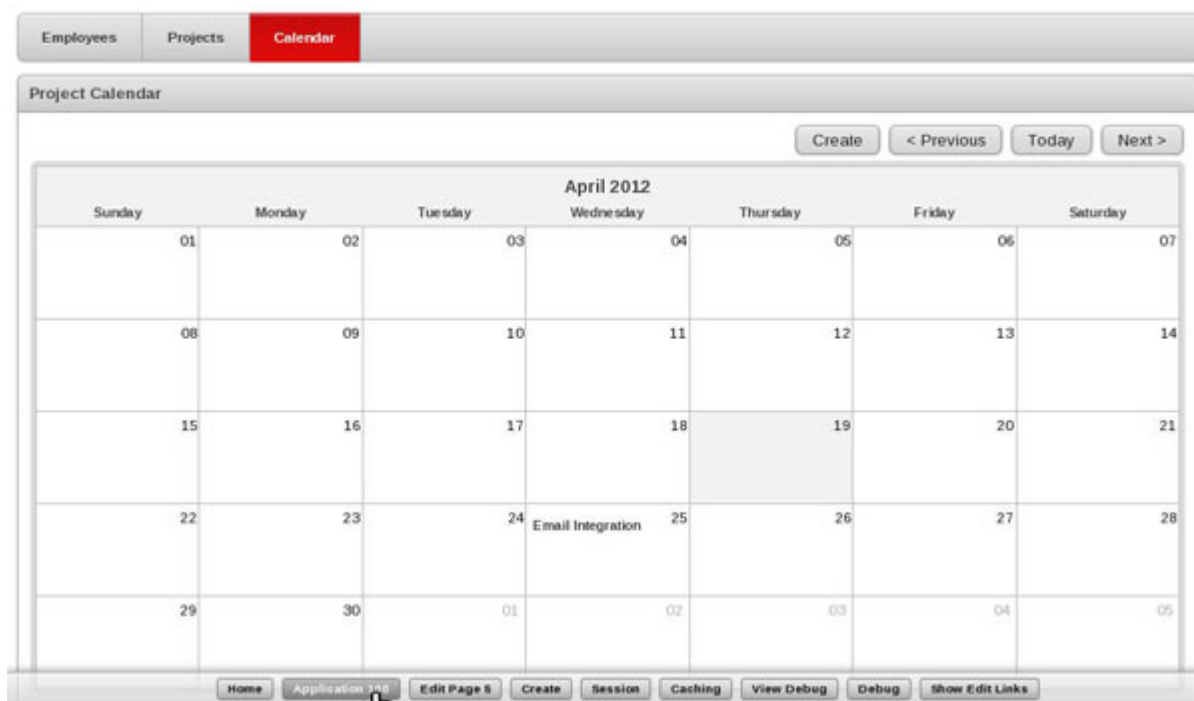 Employees Projects Calendar
Project Calendar
Create < Previous Today Next >
April 2012
Sunday Monday Tuesday Wednesday Thursday Friday Saturday
01 02 03 04 05 06 07
08 09 10 11 12 13 14
15 16 17 18 19 20 21
22 23 24 Email Integration 25 26 27 28
29 30 01 02 03 04 05
Home Application Edit Page Create Session Caching View Debug Debug Show Edit Links